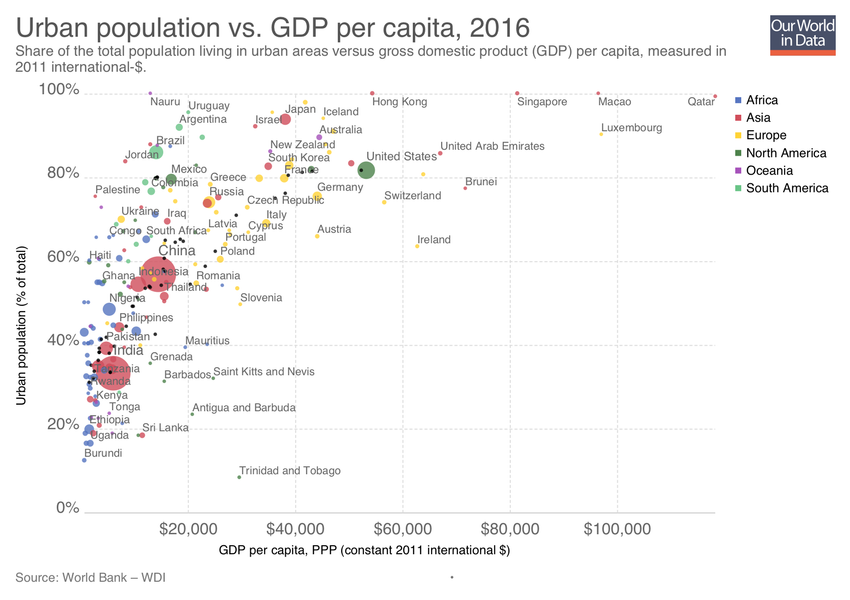 Urban population vs. GDP per capita, 2016
Share of the total population living in urban areas versus gross domestic product (GDP) per capita, measured in
2011 international-$.
Our World
in Data
100%
80%
60%
40%
20%
0%
Urban population (% of total)
Nauru
Uruguay
Argentina
Brazil
Jordan
Mexico
Colombia
Palestine
Ukraine
Iraq
Congo
South Africa
Haiti
China
Ghana
Indonesia
Thailand
Nigeria
Philippines
Pakistan
India
Rwanda
Kenya
Tonga
Ethiopia
Uganda
Burundi
Israel
Japan
Iceland
Australia
New Zealand
South Korea
France
Greece
Russia
Germany
Czech Republic
Italy
Latvia
Cyprus
Portugal
Poland
Romania
Slovenia
Mauritius
Grenada
Barbados
Saint Kitts and Nevis
Antigua and Barbuda
Sri Lanka
Trinidad and Tobago
Hong Kong
Singapore
Macao
Qatar
Luxembourg
United Arab Emirates
United States
Brunei
Switzerland
Austria
Ireland
Africa
Asia
Europe
North America
Oceania
South America
$20,000
$40,000
$60,000
$80,000
$100,000
GDP per capita, PPP (constant 2011 international $)
Source: World Bank – WDI